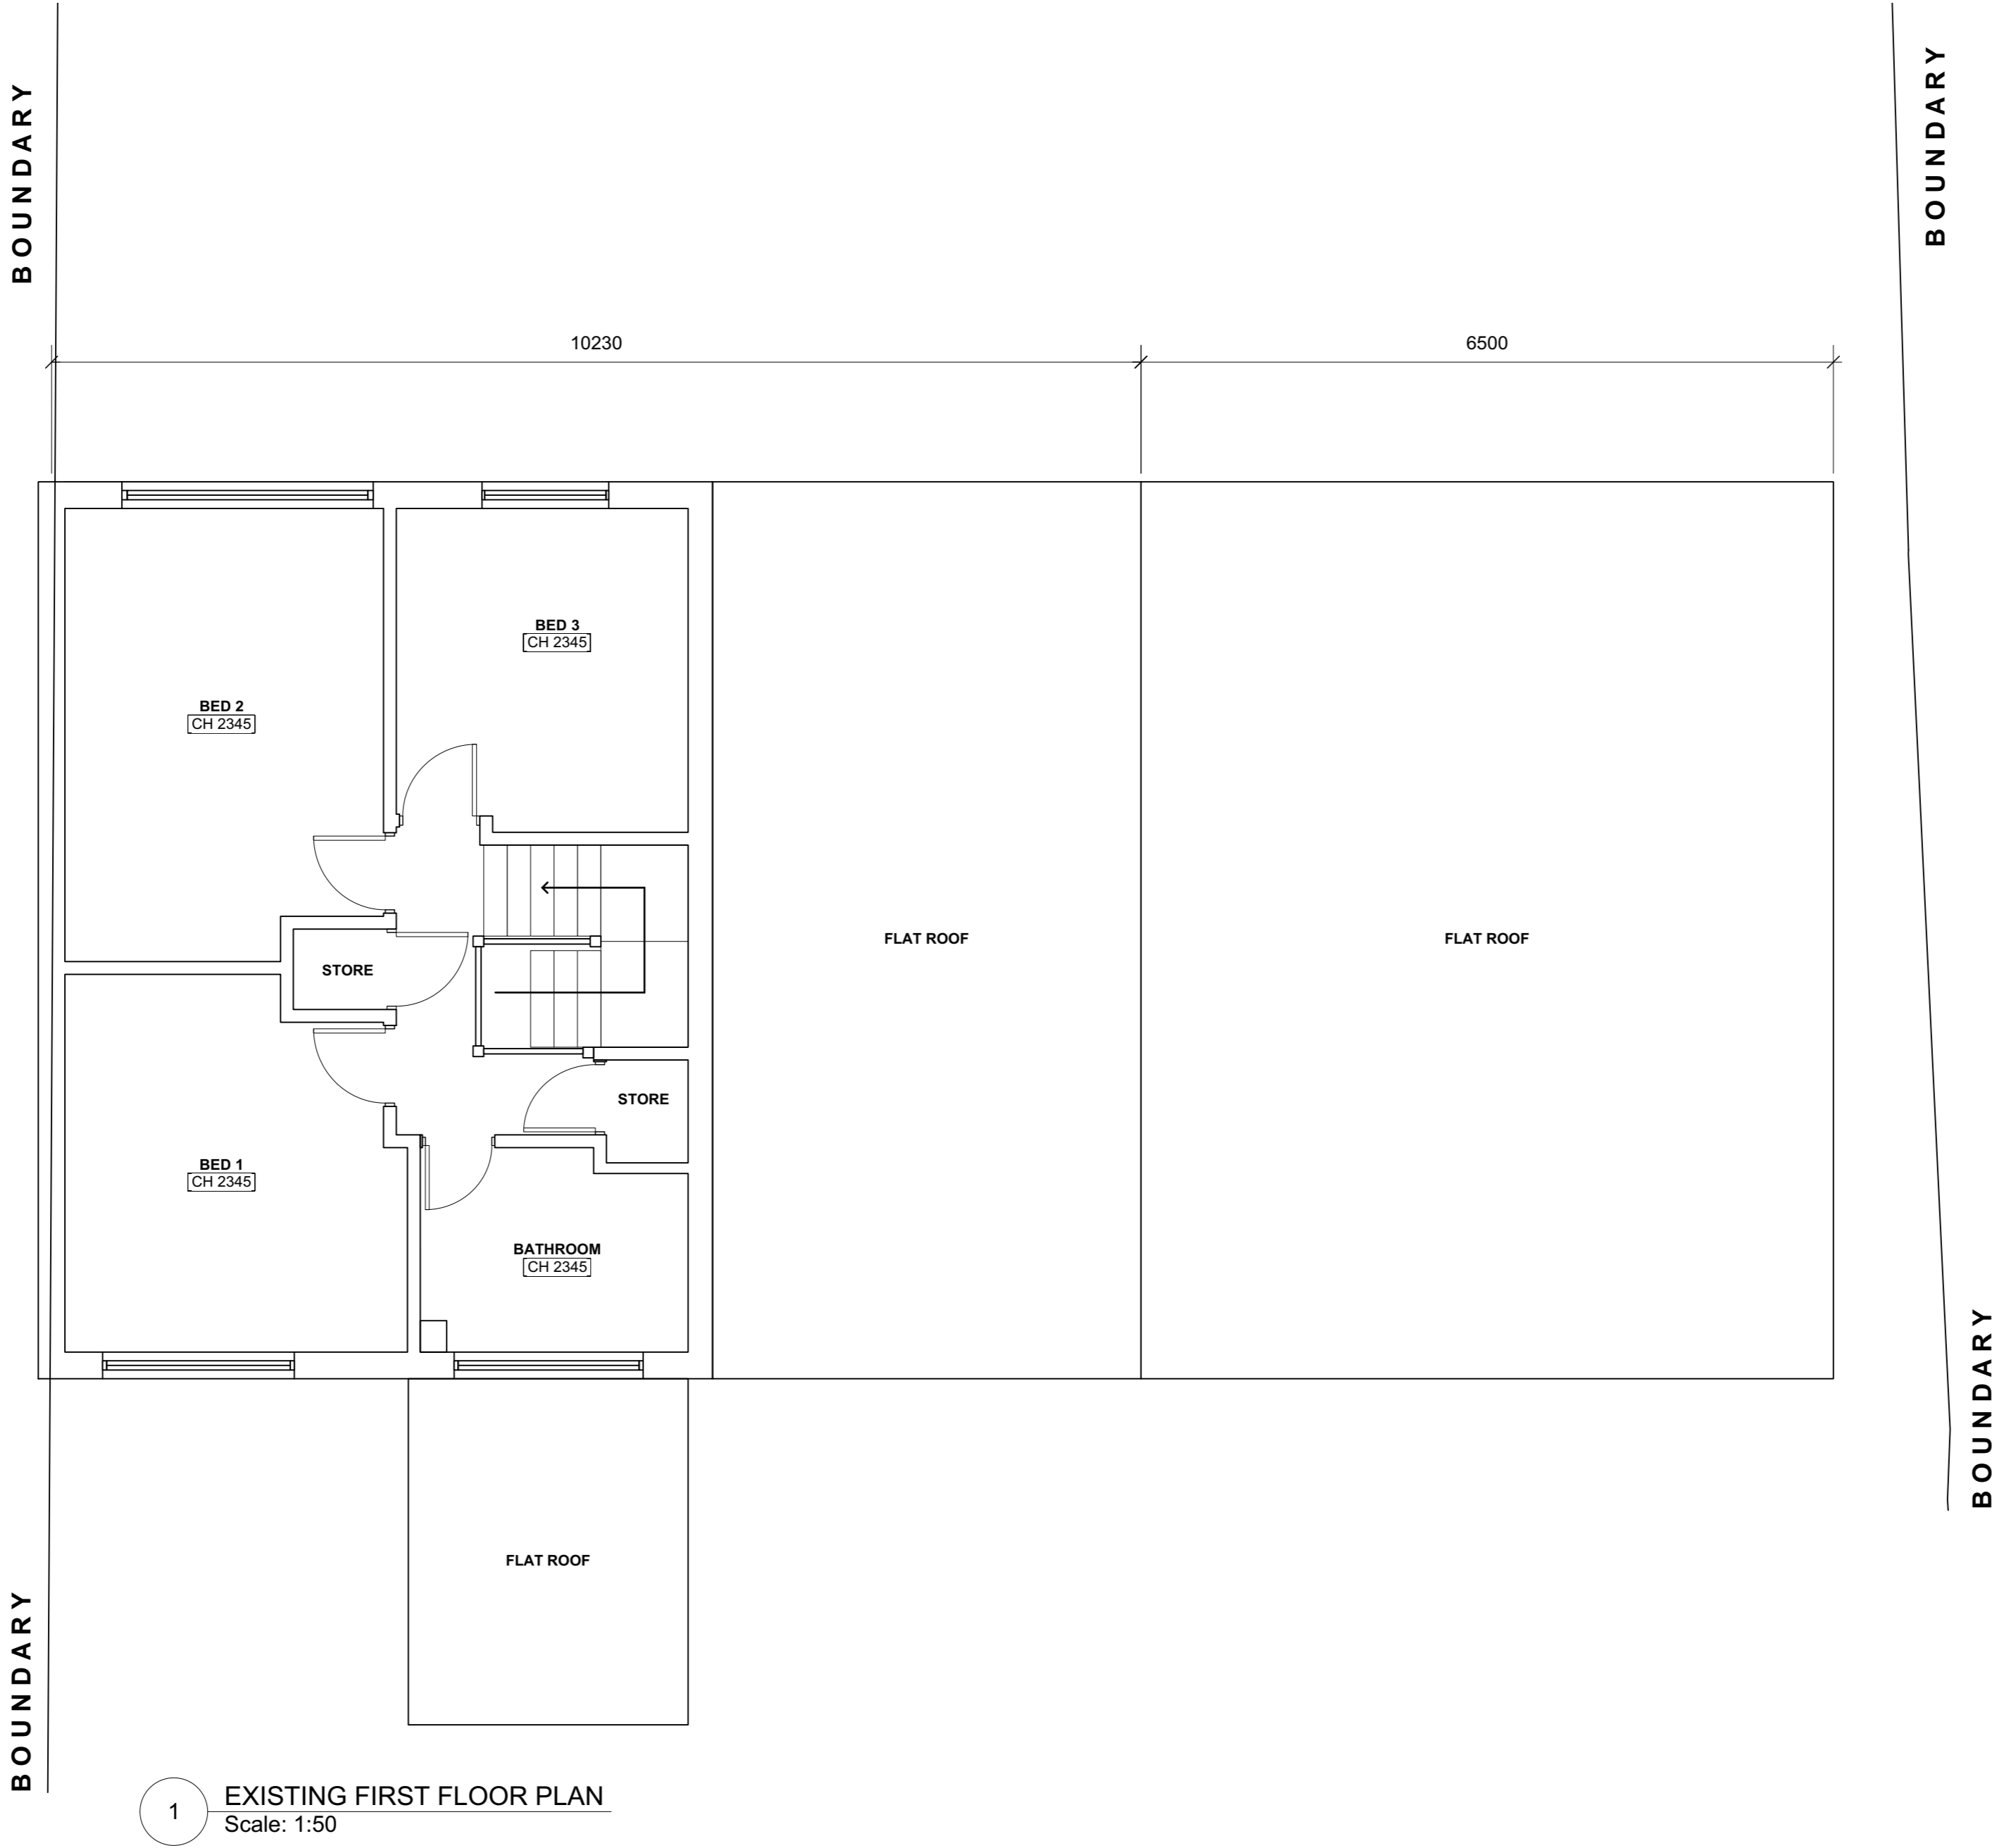 BOUNDARY
BOUNDARY
10230
6500
BED 3
CH 2345
BED 2
CH 2345
FLAT ROOF
FLAT ROOF
STORE
STORE
BED 1
CH 2345
BATHROOM
CH 2345
BOUNDARY
FLAT ROOF
BOUNDARY
1
EXISTING FIRST FLOOR PLAN
Scale: 1:50